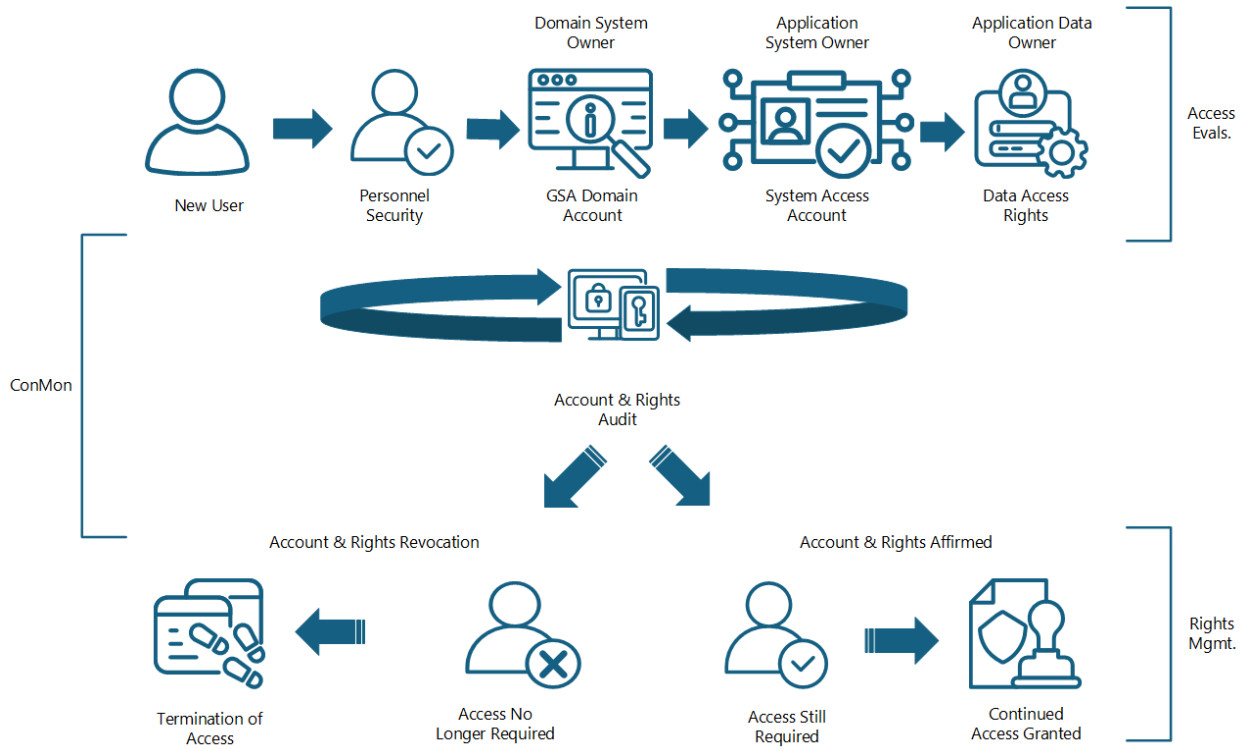 Domain System
Owner
Application
System Owner
Application Data
Owner
Access
Evals.
New User
Personnel
Security
GSA Domain
Account
System Access
Account
Data Access
Rights
ConMon
Account & Rights
Audit
Account & Rights Revocation
Account & Rights Affirmed
Rights
Mgmt.
Termination of
Access
Access No
Longer Required
Access Still
Required
Continued
Access Granted